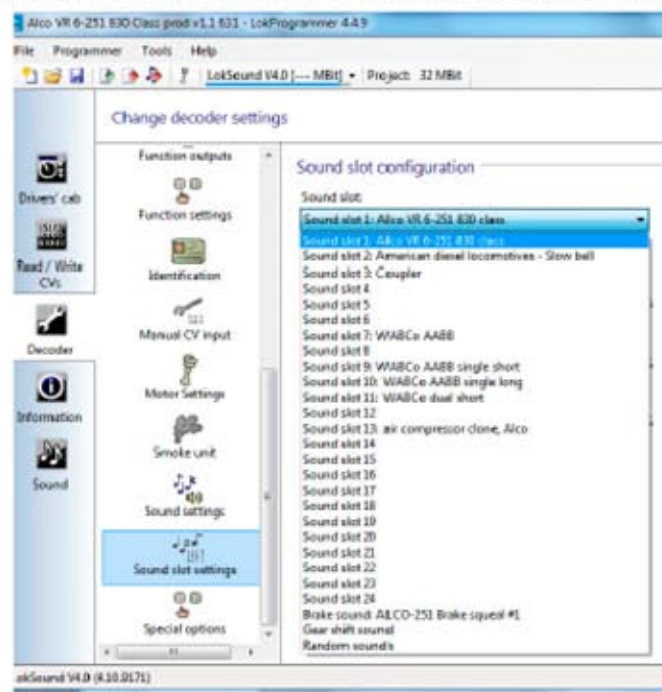 Alco VR 6-251 830 Class prod v1.1 631 - LokProgrammer 4.4.9
File Programmer Tools Help
LokSound V4.0 [--- MBit] Project: 32 MBit
Change decoder settings
Drivers' cab
Read / Write
CVs
Decoder
Information
Sound
Function outputs
Function settings
Identification
Manual CV input
Motor Settings
Smoke unit
Sound settings
Sound slot settings
Special options
Sound slot configuration
Sound slot:
Sound slot 1: Alco VR 6-251 830 class
Sound slot 1: Alco VR 6-251 830 class
Sound slot 2: American diesel locomotives - Slow bell
Sound slot 3: Coupler
Sound slot 4
Sound slot 5
Sound slot 6
Sound slot 7: WABCo AABB
Sound slot 8
Sound slot 9: WABCo AABB single short
Sound slot 10: WABCo AABB single long
Sound slot 11: WABCo dual short
Sound slot 12
Sound slot 13: air compressor clone, Alco
Sound slot 14
Sound slot 15
Sound slot 16
Sound slot 17
Sound slot 18
Sound slot 19
Sound slot 20
Sound slot 21
Sound slot 22
Sound slot 23
Sound slot 24
Brake sound: ALCO-251 Brake squeal #1
Gear shift sound
Random sounds
okSound V4.0 (4.10.9171)